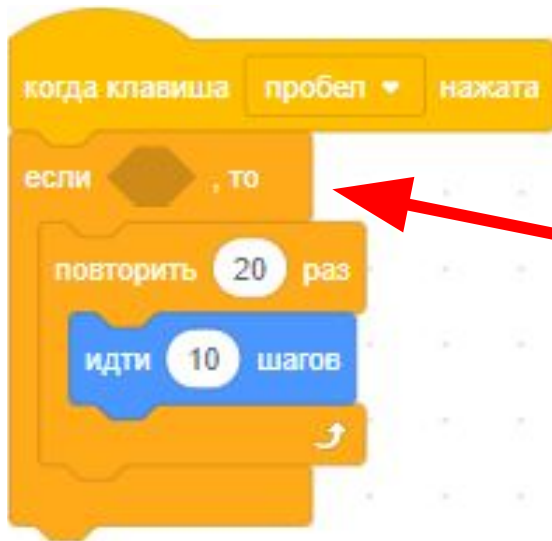 когда клавиша пробел нажата
если , то
повторить 20 раз
идти 10 шагов